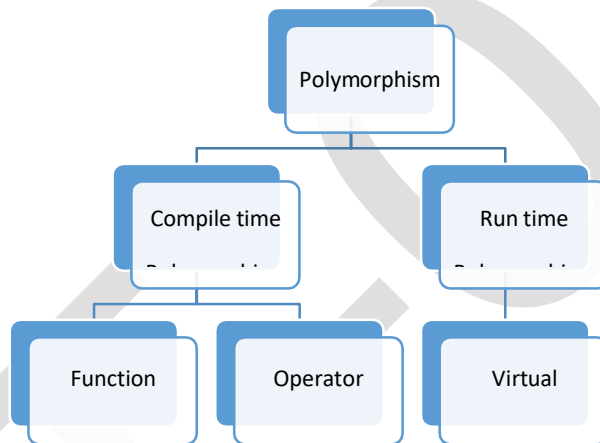 Polymorphism
Compile time
Run time
Function
Operator
Virtual